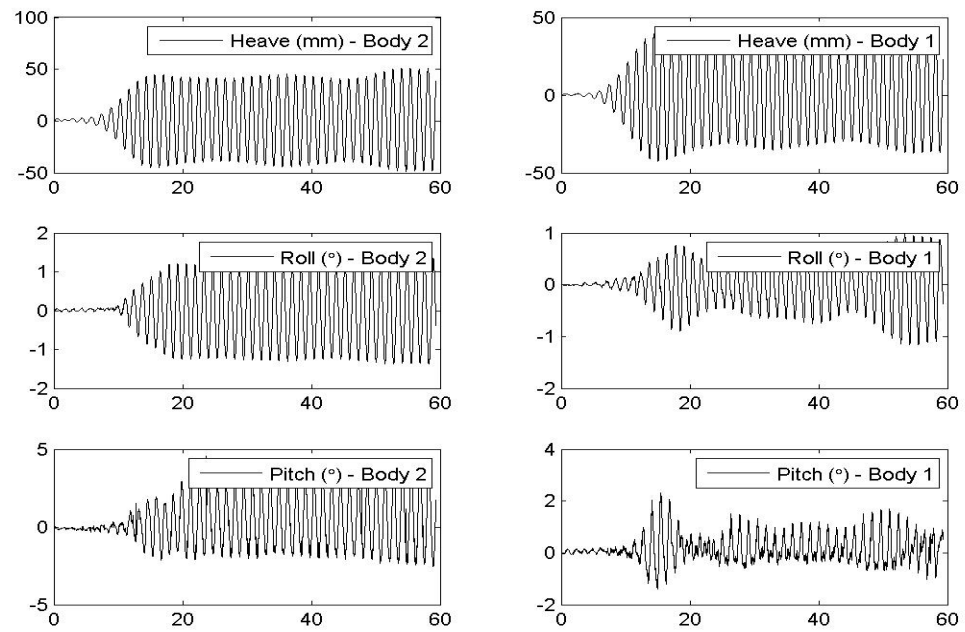 100
Heave (mm) - Body 2
50
0
-50
0 20 40 60
50
Heave (mm) - Body 1
0
-50
0 20 40 60
2
Roll (°) - Body 2
1
0
-1
-2
0 20 40 60
1
Roll (°) - Body 1
0
-1
-2
0 20 40 60
5
Pitch (°) - Body 2
0
-5
0 20 40 60
4
Pitch (°) - Body 1
2
0
-2
0 20 40 60